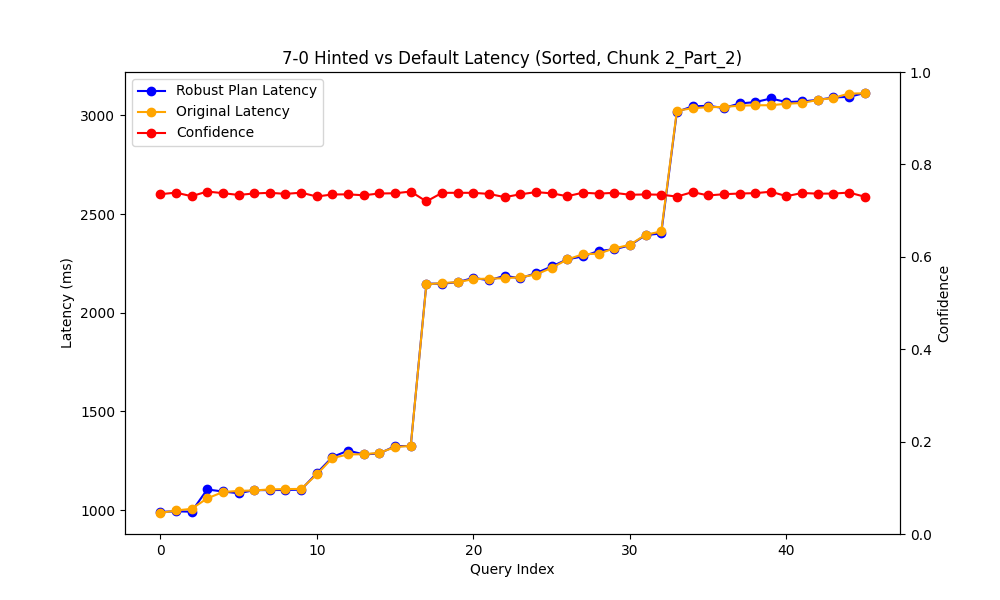 7-0 Hinted vs Default Latency (Sorted, Chunk 2_Part_2)
Robust Plan Latency
Original Latency
Confidence
3000
2500
2000
1500
1000
Latency (ms)
1.0
0.8
0.6
0.4
0.2
0.0
Confidence
0 10 20 30 40
Query Index